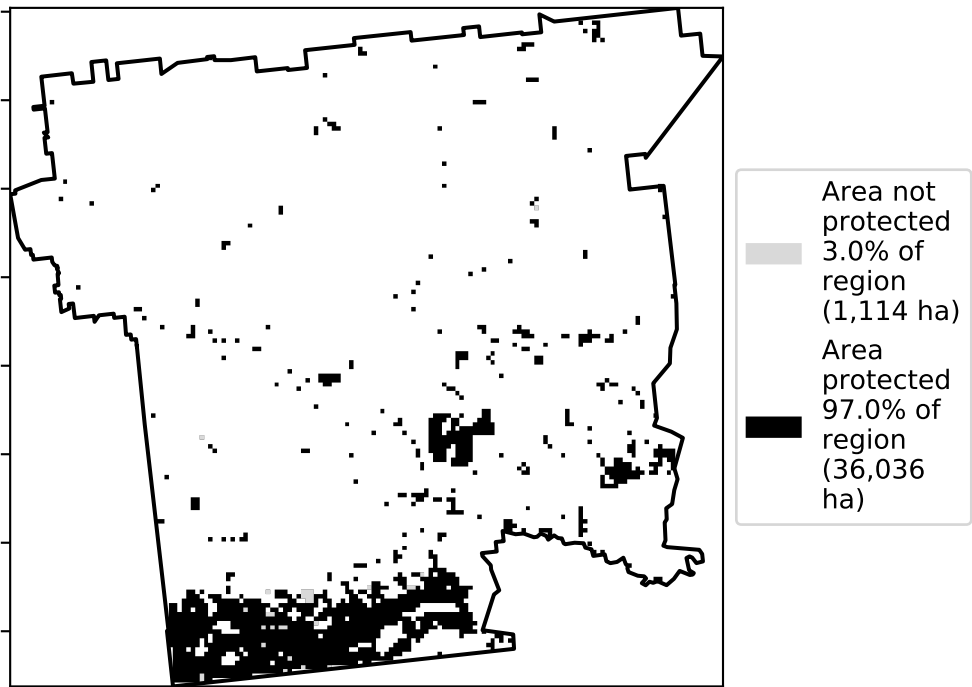 Area not
protected
3.0% of
region
(1,114 ha)
Area
protected
97.0% of
region
(36,036
ha)